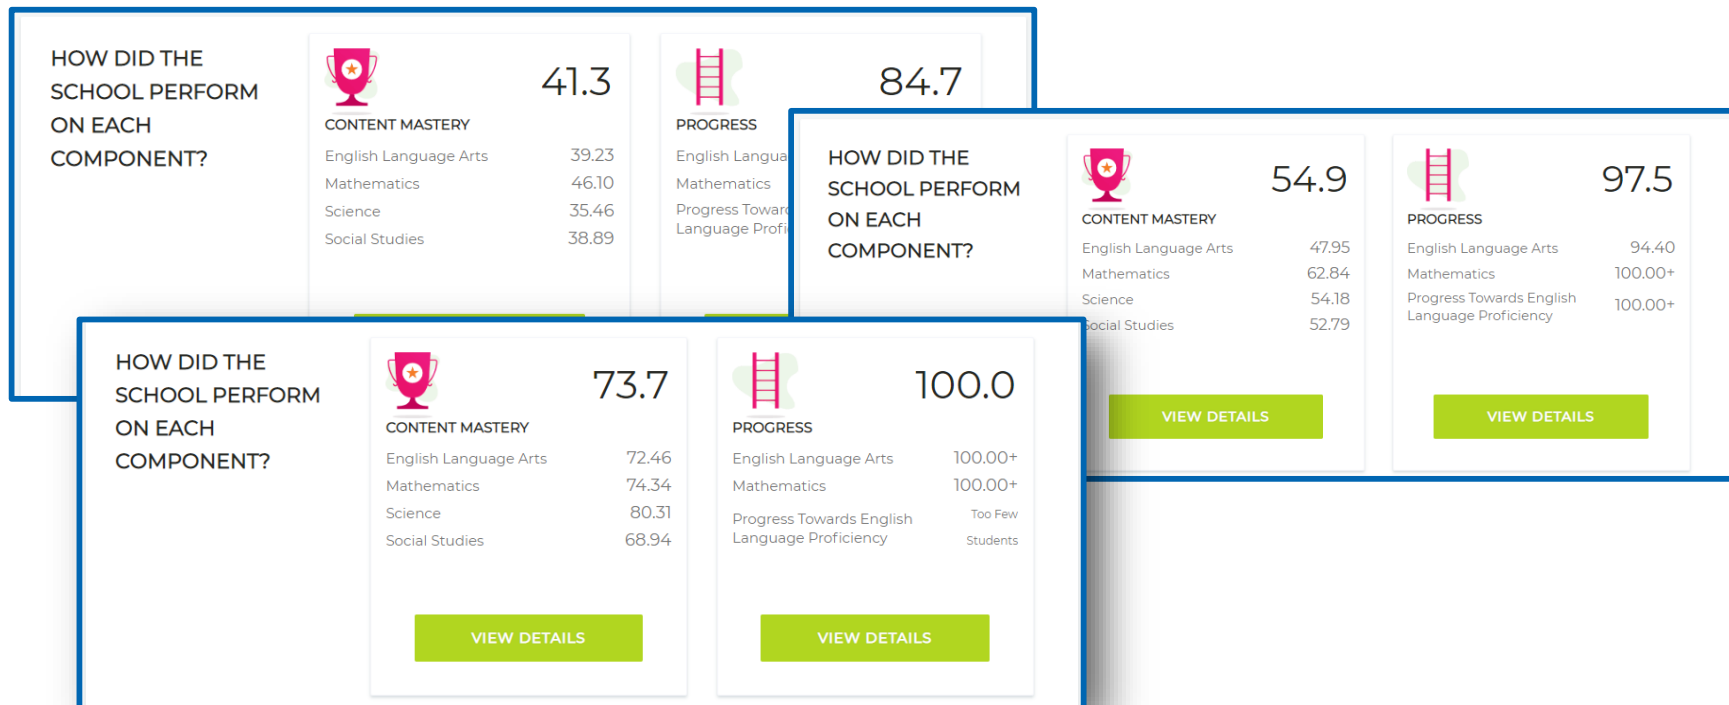 HOW DID THE
SCHOOL PERFORM
ON EACH
COMPONENT?
41.3
CONTENT MASTERY
English Language Arts 39.23
Mathematics 46.10
Science 35.46
Social Studies 38.89
84.7
PROGRESS
English
Mathematics
Progress
Language
HOW DID THE
SCHOOL PERFORM
ON EACH
COMPONENT?
54.9
CONTENT MASTERY
English Language Arts 47.95
Mathematics 62.84
Science 54.18
Social Studies 52.79
VIEW DETAILS
97.5
PROGRESS
English Language Arts 94.40
Mathematics 100.00+
Progress Towards English
Language Proficiency 100.00+
VIEW DETAILS
HOW DID THE
SCHOOL PERFORM
ON EACH
COMPONENT?
73.7
CONTENT MASTERY
English Language Arts 72.46
Mathematics 74.34
Science 80.31
Social Studies 68.94
VIEW DETAILS
100.0
PROGRESS
English Language Arts 100.00+
Mathematics 100.00+
Progress Towards English Too Few
Language Proficiency Students
VIEW DETAILS